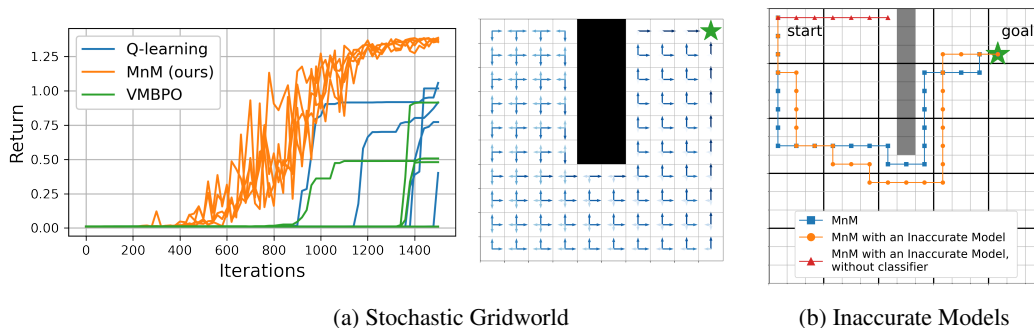 Return
1.25
1.00
0.75
0.50
0.25
0.00
Q-learning
MnM (ours)
VMBPO
0 200 400 600 800 1000 1200 1400
Iterations
(a) Stochastic Gridworld
start
goal
MnM
MnM with an Inaccurate Model
MnM with an Inaccurate Model,
without classifier
(b) Inaccurate Models